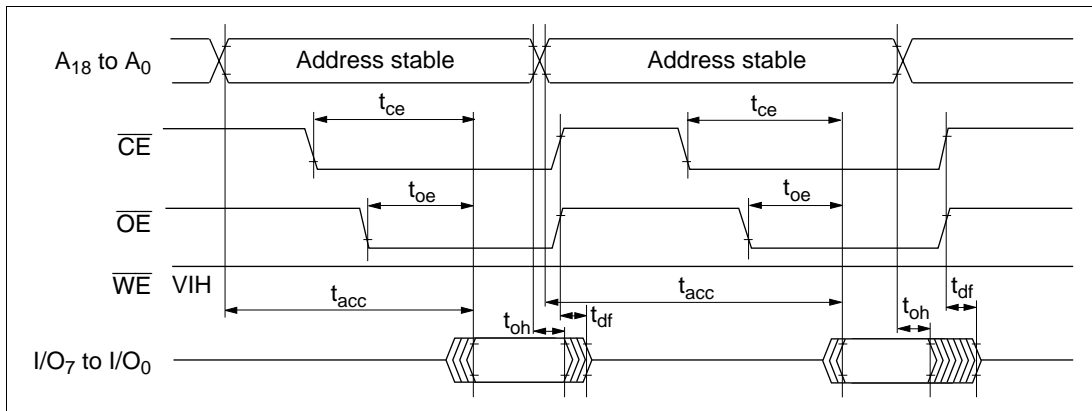 A18 to A0 Address stable Address stable
tce tce
CE
toe toe
OE
WE VIH
tacc tacc
toh tdf toh tdf
I/O7 to I/O0